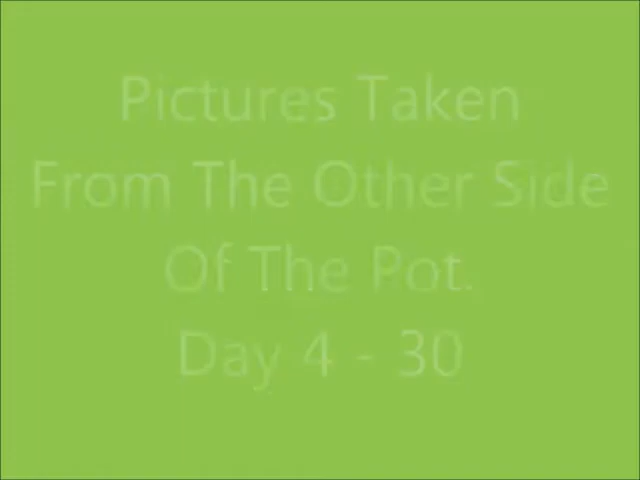 Pictures Taken
From The Other Side
Of The Pot.
Day 4 - 30